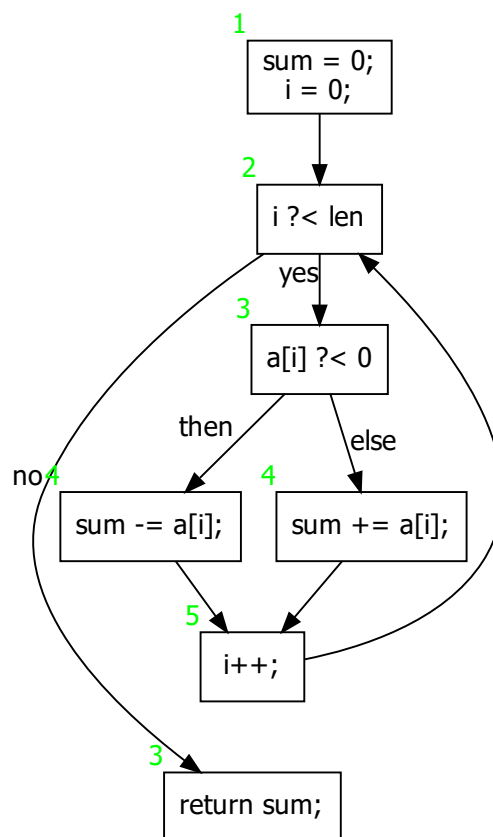 1
sum = 0;
i = 0;
2
i ?< len
yes
3
a[i] ?< 0
then
else
no
4
4
sum -= a[i];
sum += a[i];
5
i++;
3
return sum;